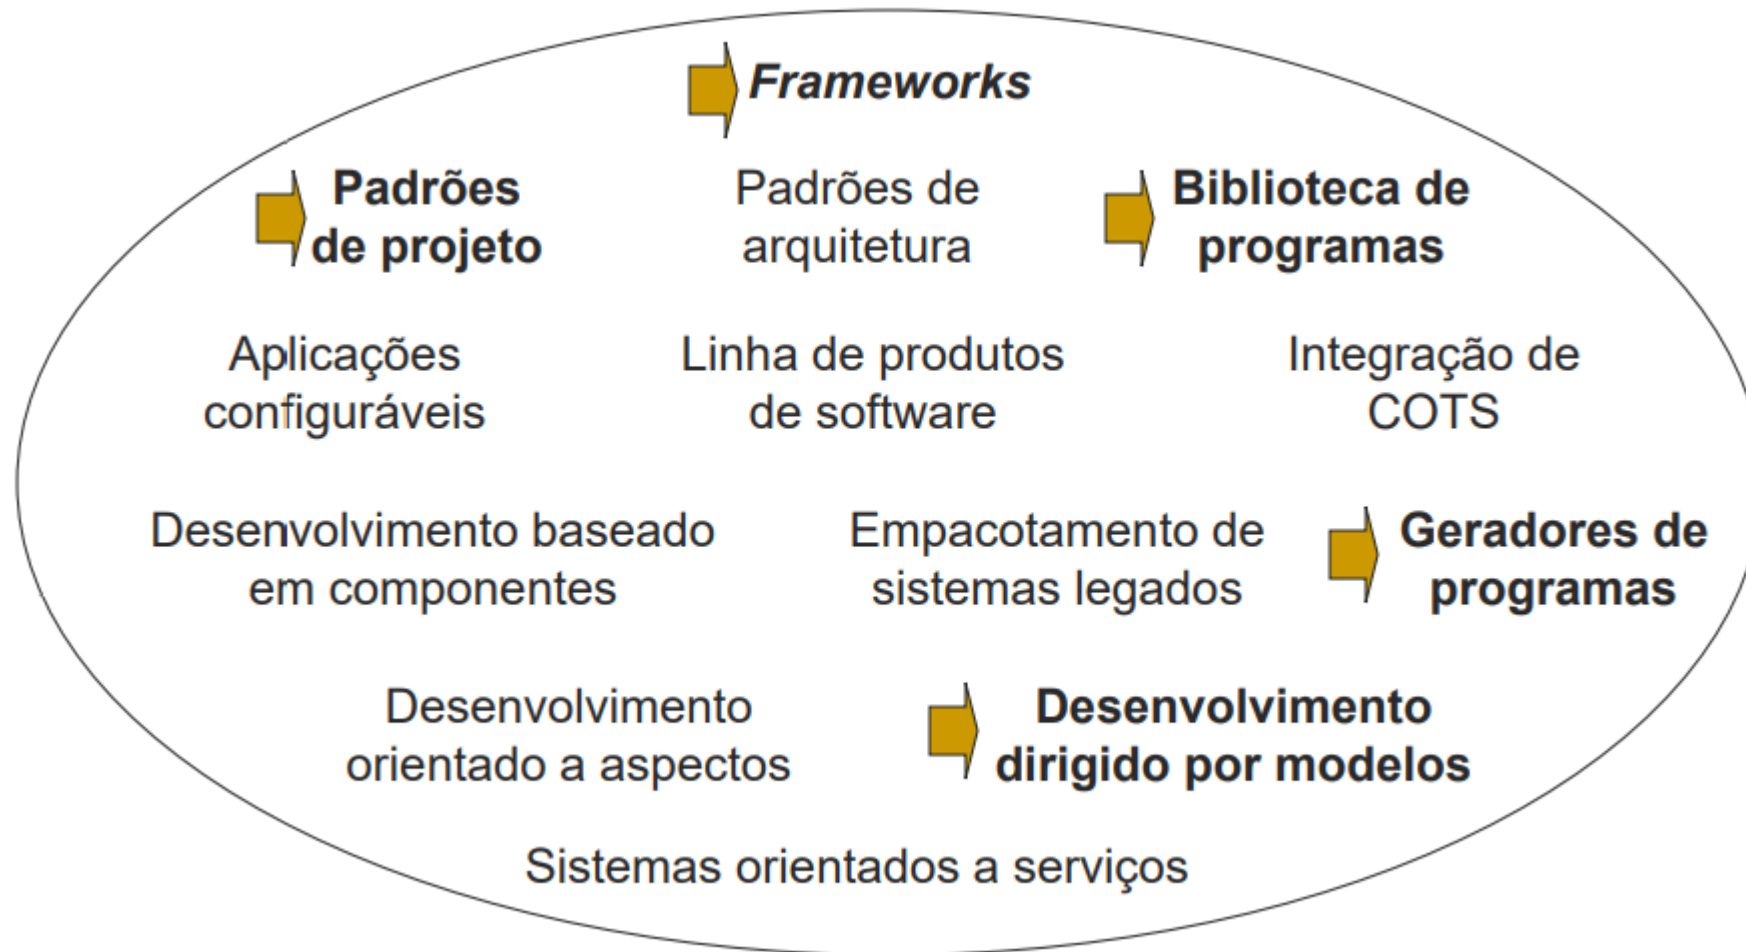 Frameworks
Padrões
de projeto
Padrões de
arquitetura
Biblioteca de
programas
Aplicações
configuráveis
Linha de produtos
de software
Integração de
COTS
Desenvolvimento baseado
em componentes
Empacotamento de
sistemas legados
Geradores de
programas
Desenvolvimento
orientado a aspectos
Desenvolvimento
dirigido por modelos
Sistemas orientados a serviços